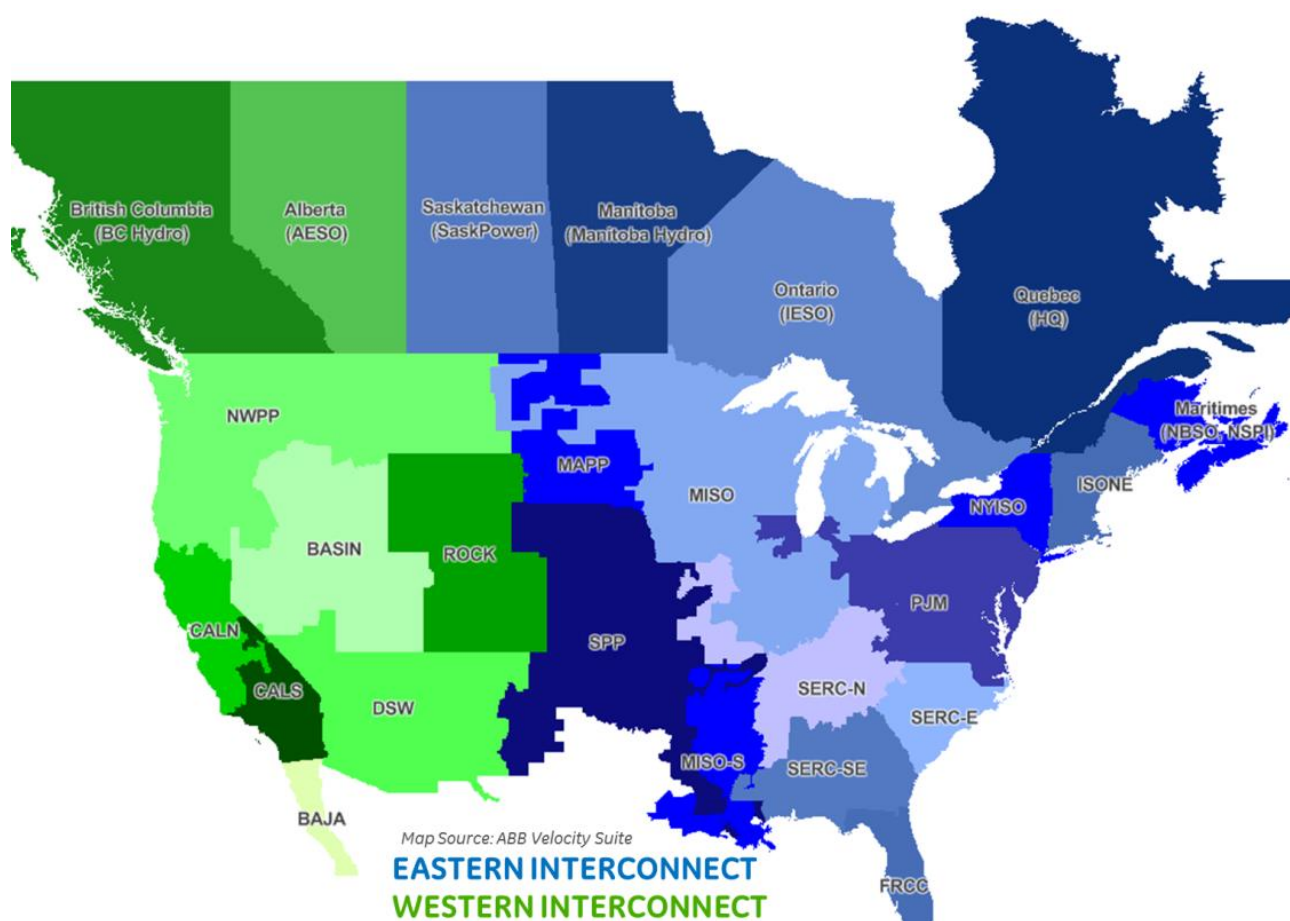 British Columbia
(BC Hydro)
Alberta
(AESO)
Saskatchewan
(SaskPower)
Manitoba
(Manitoba Hydro)
Ontario
(IESO)
Quebec
(HQ)
Maritimes
(NBSO, NSPI)
NWPP
MAPP
MISO
NYISO
ISONE
BASIN
ROCK
PJM
CALN
CALS
DSW
SPP
SERC-N
SERC-E
MISO-S
SERC-SE
BAJA
FRCC
Map Source: ABB Velocity Suite
EASTERN INTERCONNECT
WESTERN INTERCONNECT